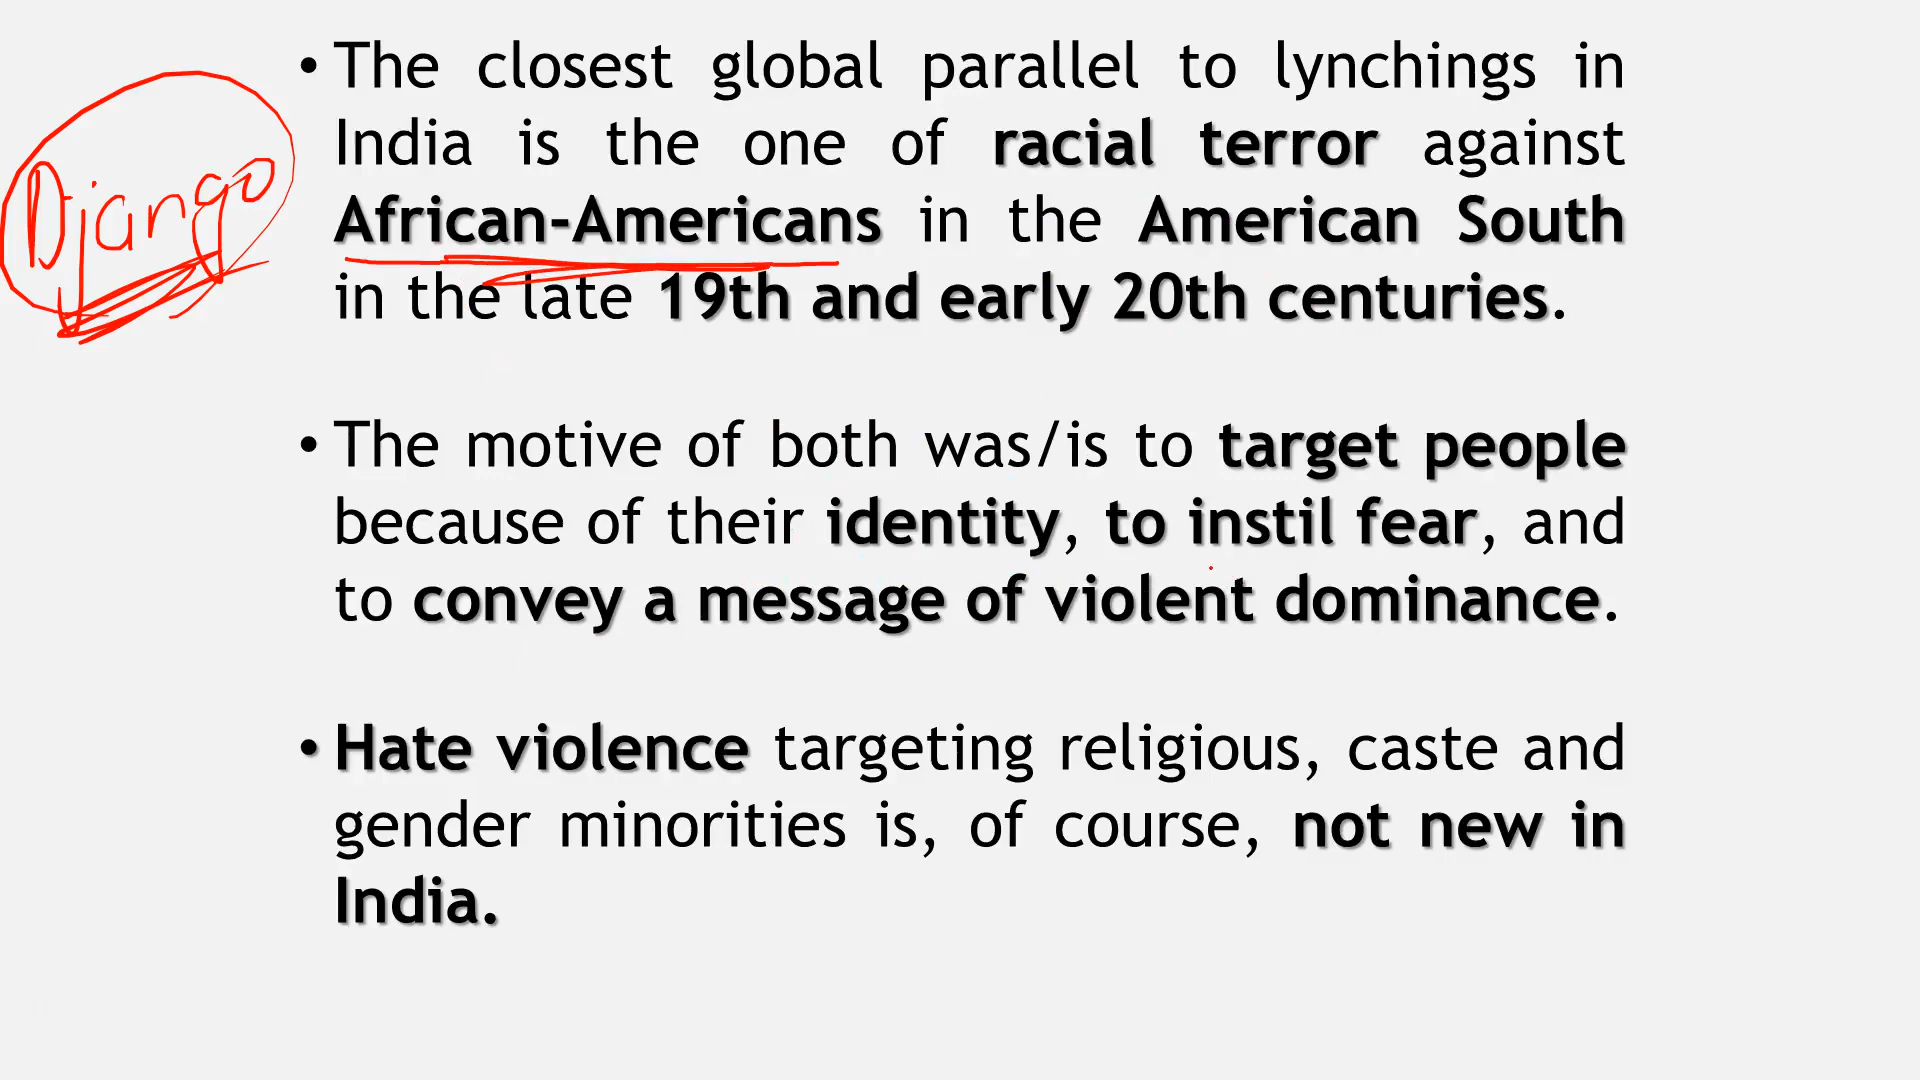 • The closest global parallel to lynchings in
India is the one of racial terror against
Django
African-Americans in the American South
in the late 19th and early 20th centuries.
• The motive of both was/is to target people
because of their identity, to instil fear, and
to convey a message of violent dominance.
• Hate violence targeting religious, caste and
gender minorities is, of course, not new in
India.